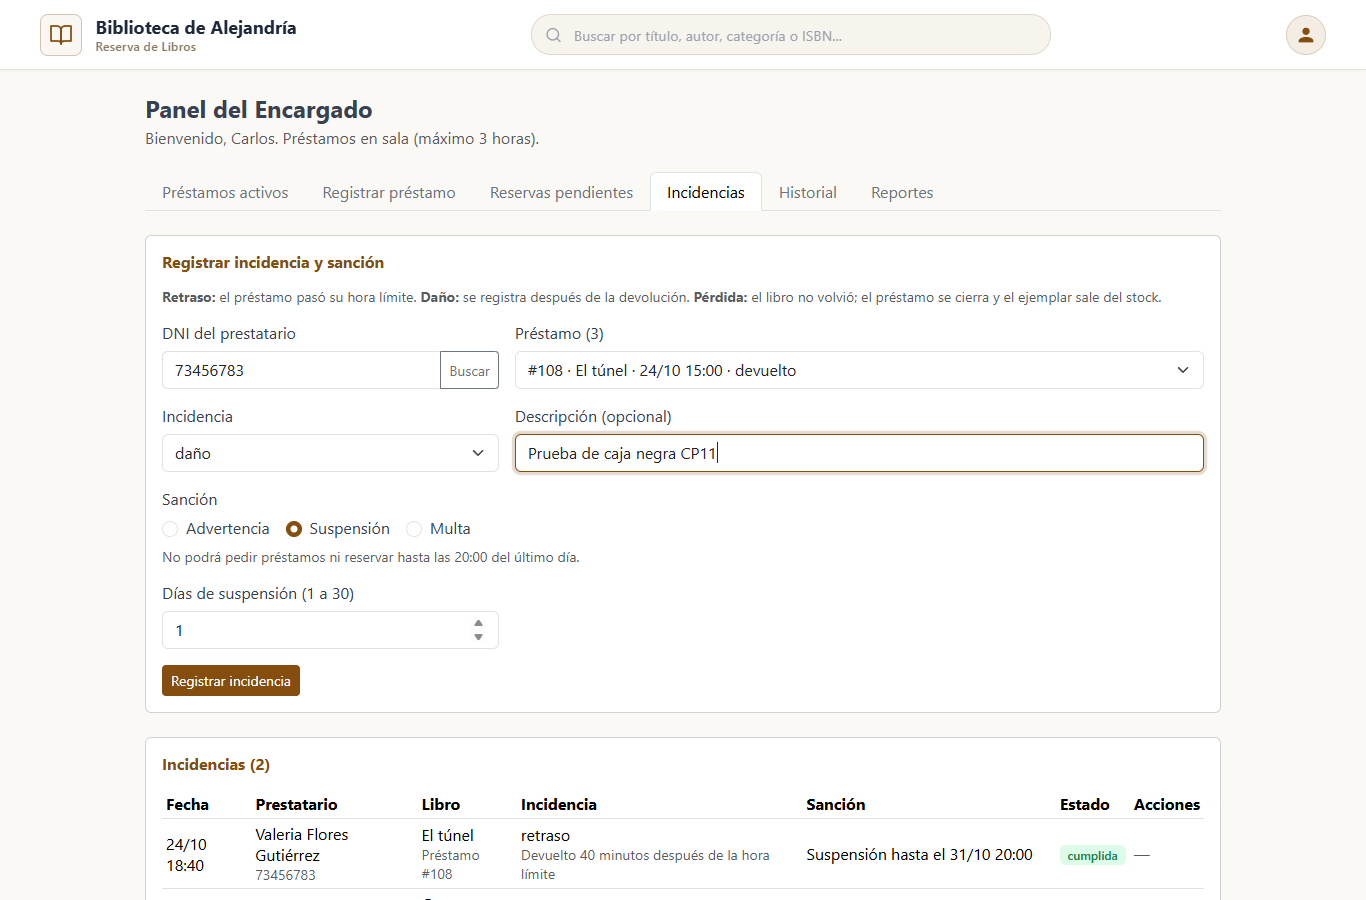 Biblioteca de Alejandría
Reserva de Libros
Buscar por título, autor, categoría o ISBN...
Panel del Encargado
Bienvenido, Carlos. Préstamos en sala (máximo 3 horas).
Préstamos activos Registrar préstamo Reservas pendientes Incidencias Historial Reportes
Registrar incidencia y sanción
Retraso: el préstamo pasó su hora límite. Daño: se registra después de la devolución. Pérdida: el libro no volvió; el préstamo se cierra y el ejemplar sale del stock.
DNI del prestatario Préstamo (3)
73456783 Buscar #108 · El túnel · 24/10 15:00 · devuelto
Incidencia Descripción (opcional)
daño Prueba de caja negra CP11
Sanción
Advertencia Suspensión Multa
No podrá pedir préstamos ni reservar hasta las 20:00 del último día.
Días de suspensión (1 a 30)
1
Registrar incidencia
Incidencias (2)
Fecha Prestatario Libro Incidencia Sanción Estado Acciones
24/10 18:40 Valeria Flores Gutiérrez 73456783 El túnel Préstamo #108 retraso Devuelto 40 minutos después de la hora límite Suspensión hasta el 31/10 20:00 cumplida —